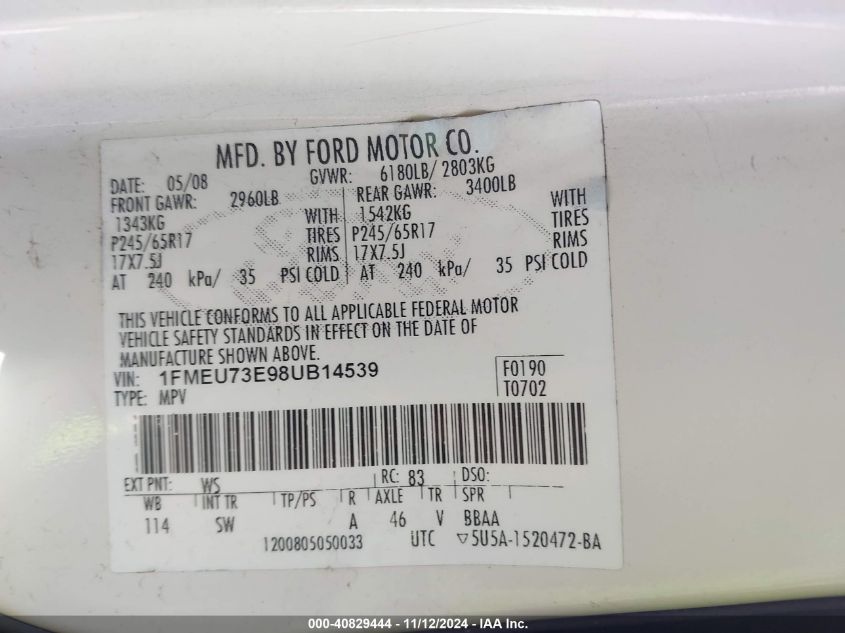 MFD. BY FORD MOTOR CO.
DATE: 05/08 GVWR: 6180LB/ 2803KG
FRONT GAWR: 2960LB REAR GAWR: 3400LB
1343KG WITH 1542KG WITH
P245/65R17 TIRES P245/65R17 TIRES
17X7.5J RIMS 17X7.5J RIMS
AT 240 kPa/ 35 PSI COLD AT 240 kPa/ 35 PSI COLD
THIS VEHICLE CONFORMS TO ALL APPLICABLE FEDERAL MOTOR
VEHICLE SAFETY STANDARDS IN EFFECT ON THE DATE OF
MANUFACTURE SHOWN ABOVE.
VIN: 1FMEU73E98UB14539 F0190
TYPE: MPV T0702
EXT PNT: WS RC: 83 DSO:
WB INT TR TP/PS R AXLE TR SPR
114 SW A 46 V BBAA
1200805050033 UTC ▽5U5A-1520472-BA
000-40829444 - 11/12/2024 - IAAI, Inc.